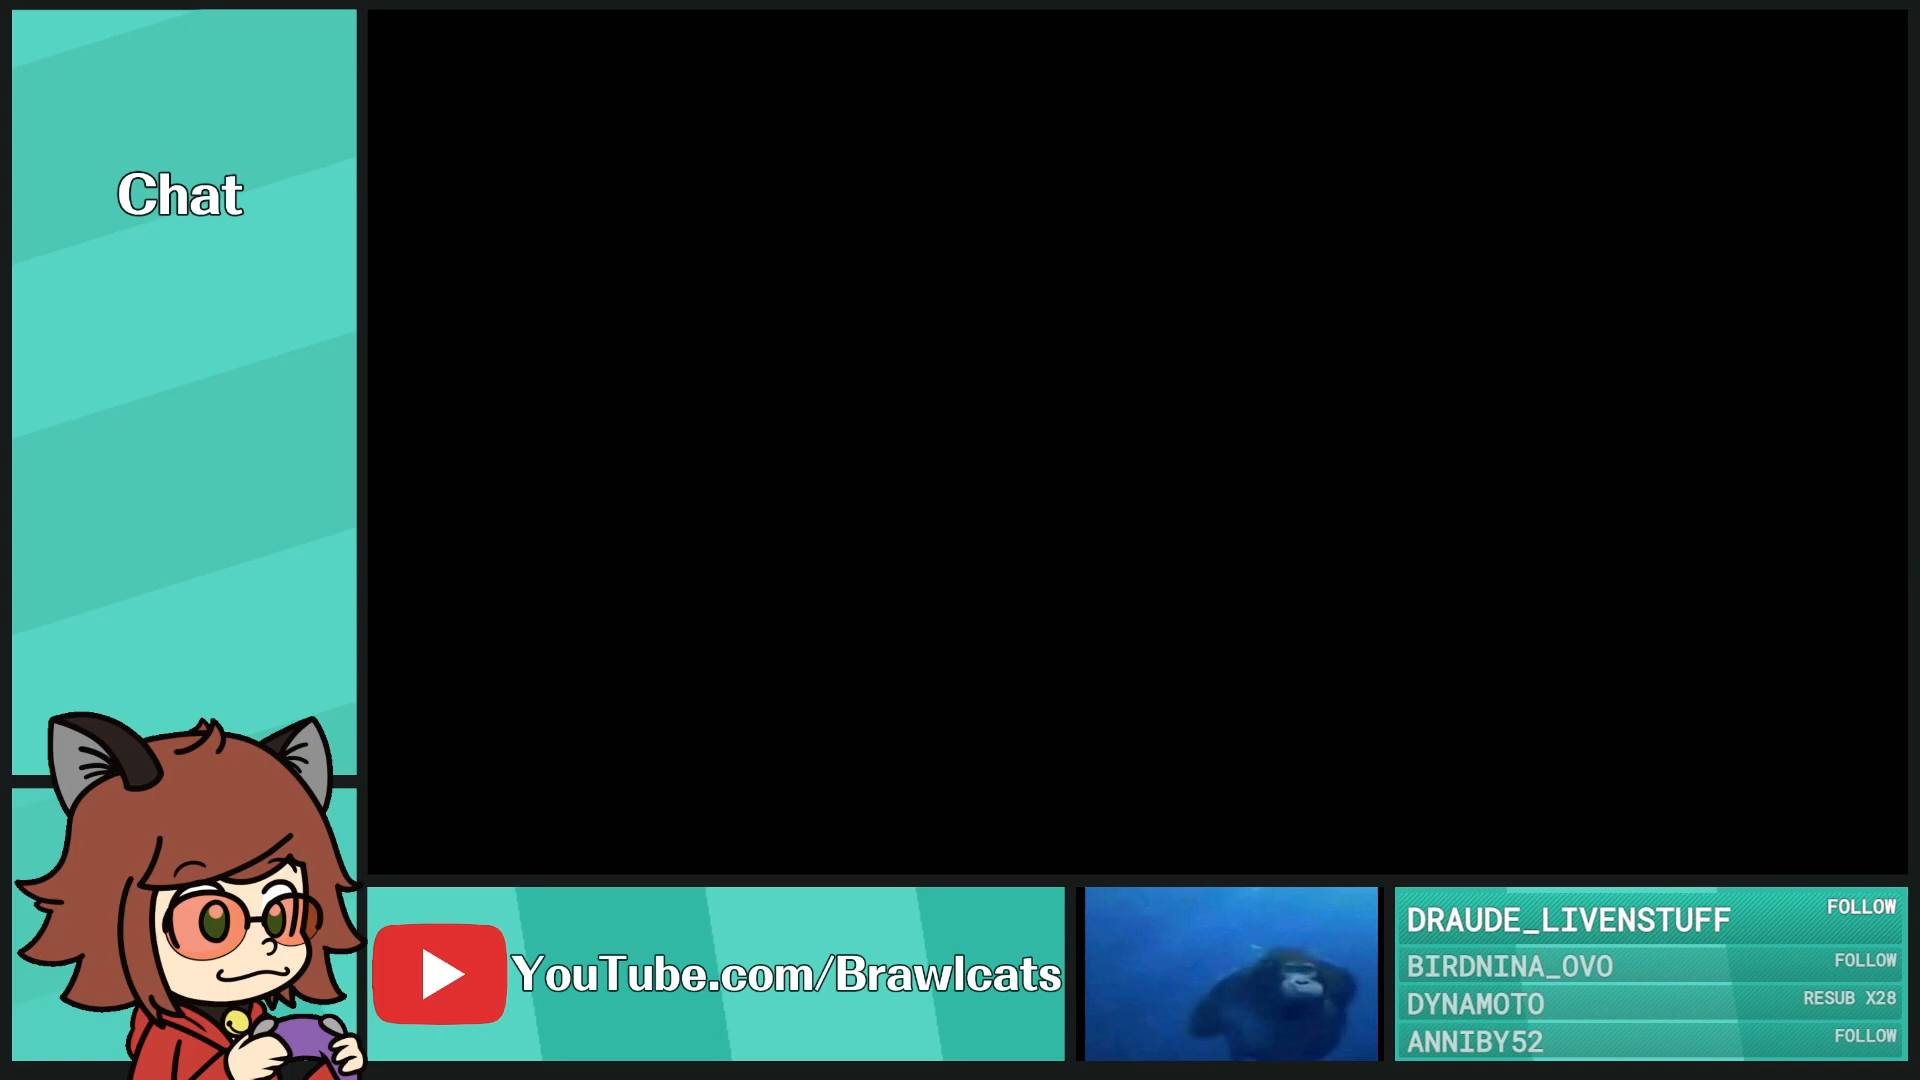 Chat
YouTube.com/Brawlcats
DRAUDE_LIVENSTUFF FOLLOW
BIRDNINA_OVO FOLLOW
DYNAMOTO RESUB X28
ANNIBY52 FOLLOW